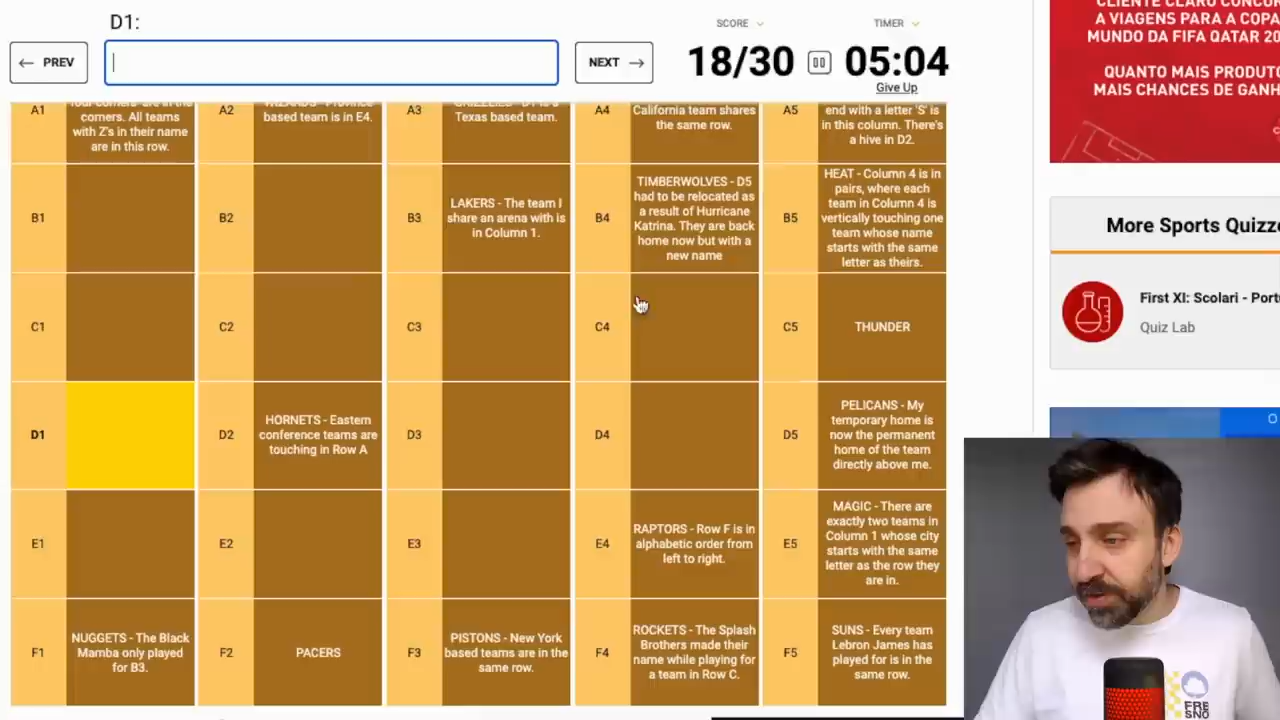 D1:
← PREV
NEXT →
SCORE
18/30
TIMER
05:04
Give Up
CLIENTE CLARO CONCOR
A VIAGENS PARA A COPA
MUNDO DA FIFA QATAR 20
QUANTO MAIS PRODUTO
MAIS CHANCES DE GANH
A1
corners. All teams
with Z's in their name
are in this row.
A2
WIZARDS - Province
based team is in E4.
A3
GRIZZLIES - D1 is a
Texas based team.
A4
California team shares
the same row.
A5
end with a letter 'S' is
in this column. There's
a hive in D2.
B1
B2
B3
LAKERS - The team I
share an arena with is
in Column 1.
B4
TIMBERWOLVES - D5
had to be relocated as
a result of Hurricane
Katrina. They are back
home now but with a
new name
B5
HEAT - Column 4 is in
pairs, where each
team in Column 4 is
vertically touching one
team whose name
starts with the same
letter as theirs.
C1
C2
C3
C4
C5
THUNDER
D1
D2
HORNETS - Eastern
conference teams are
touching in Row A
D3
D4
D5
PELICANS - My
temporary home is
now the permanent
home of the team
directly above me.
E1
E2
E3
E4
RAPTORS - Row F is in
alphabetic order from
left to right.
E5
MAGIC - There are
exactly two teams in
Column 1 whose city
starts with the same
letter as the row they
are in.
F1
NUGGETS - The Black
Mamba only played
for B3.
F2
PACERS
F3
PISTONS - New York
based teams are in the
same row.
F4
ROCKETS - The Splash
Brothers made their
name while playing for
a team in Row C.
F5
SUNS - Every team
Lebron James has
played for is in the
same row.
More Sports Quizze
First XI: Scolari - Port
Quiz Lab
FRE
SNO